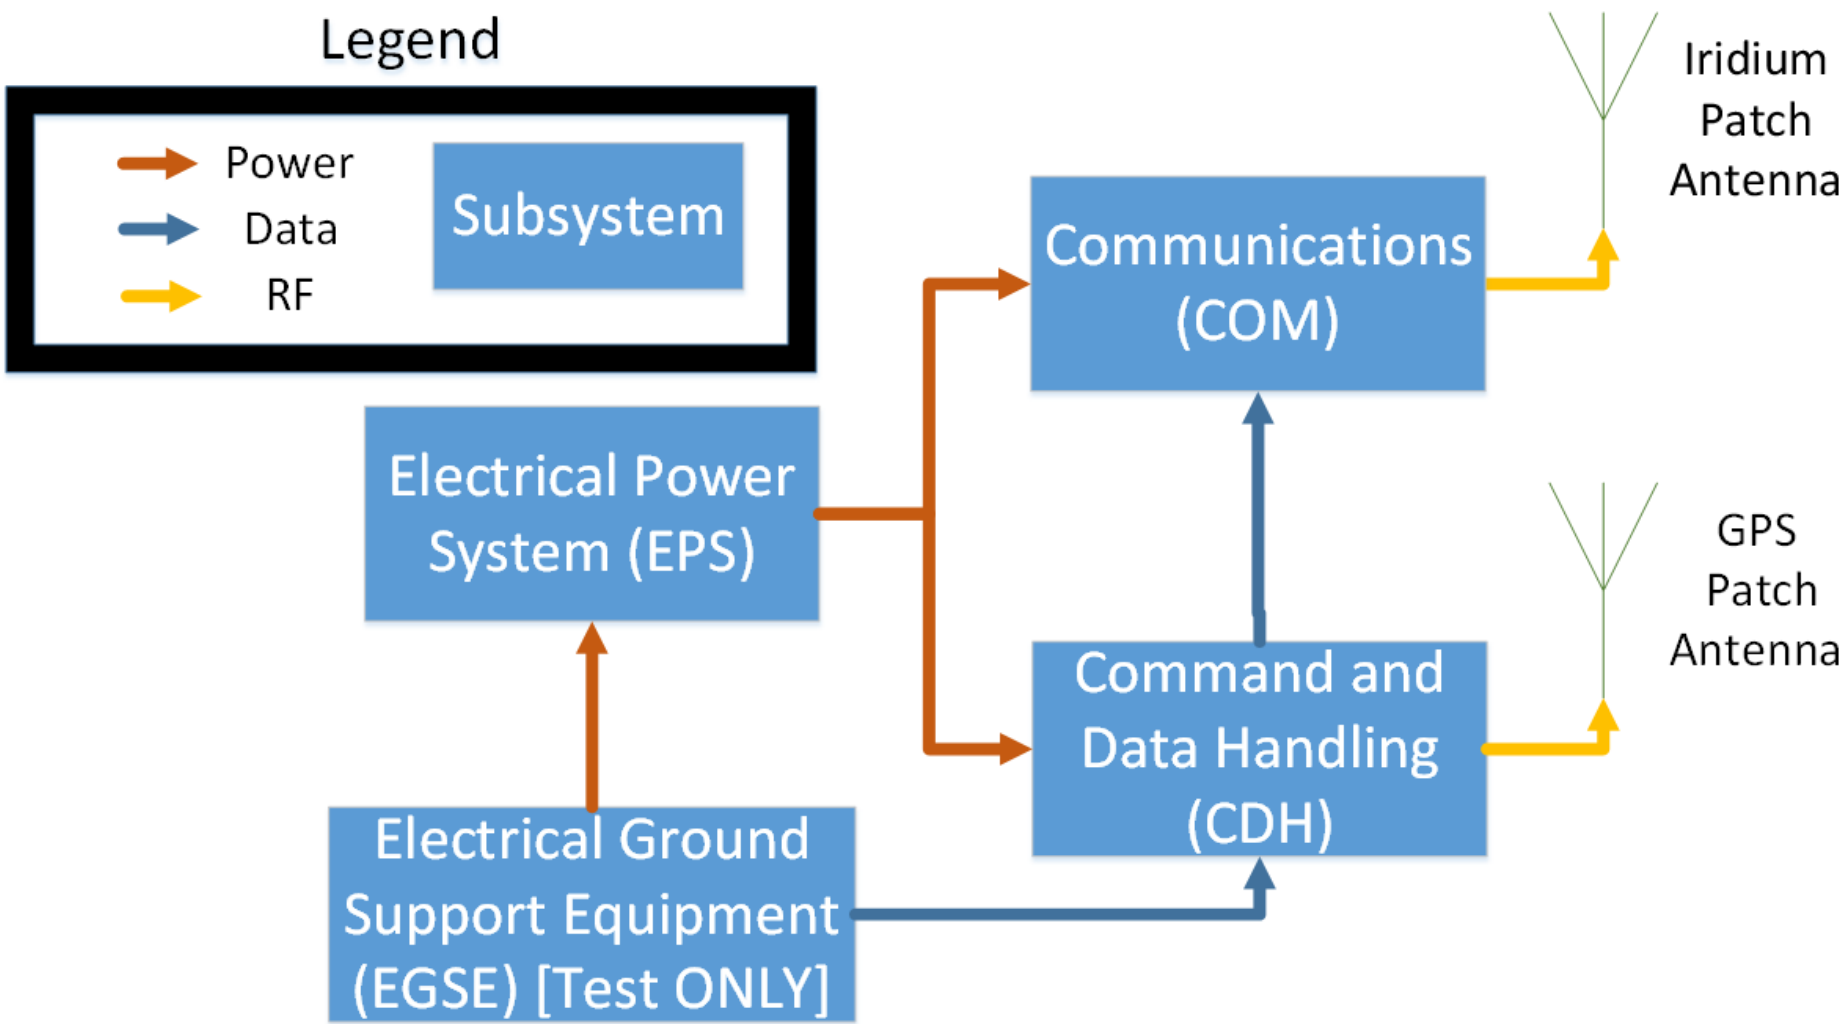 Legend
Power
Data
RF
Subsystem
Iridium
Patch
Antenna
Communications
(COM)
Electrical Power
System (EPS)
GPS
Patch
Antenna
Command and
Data Handling
(CDH)
Electrical Ground
Support Equipment
(EGSE) [Test ONLY]